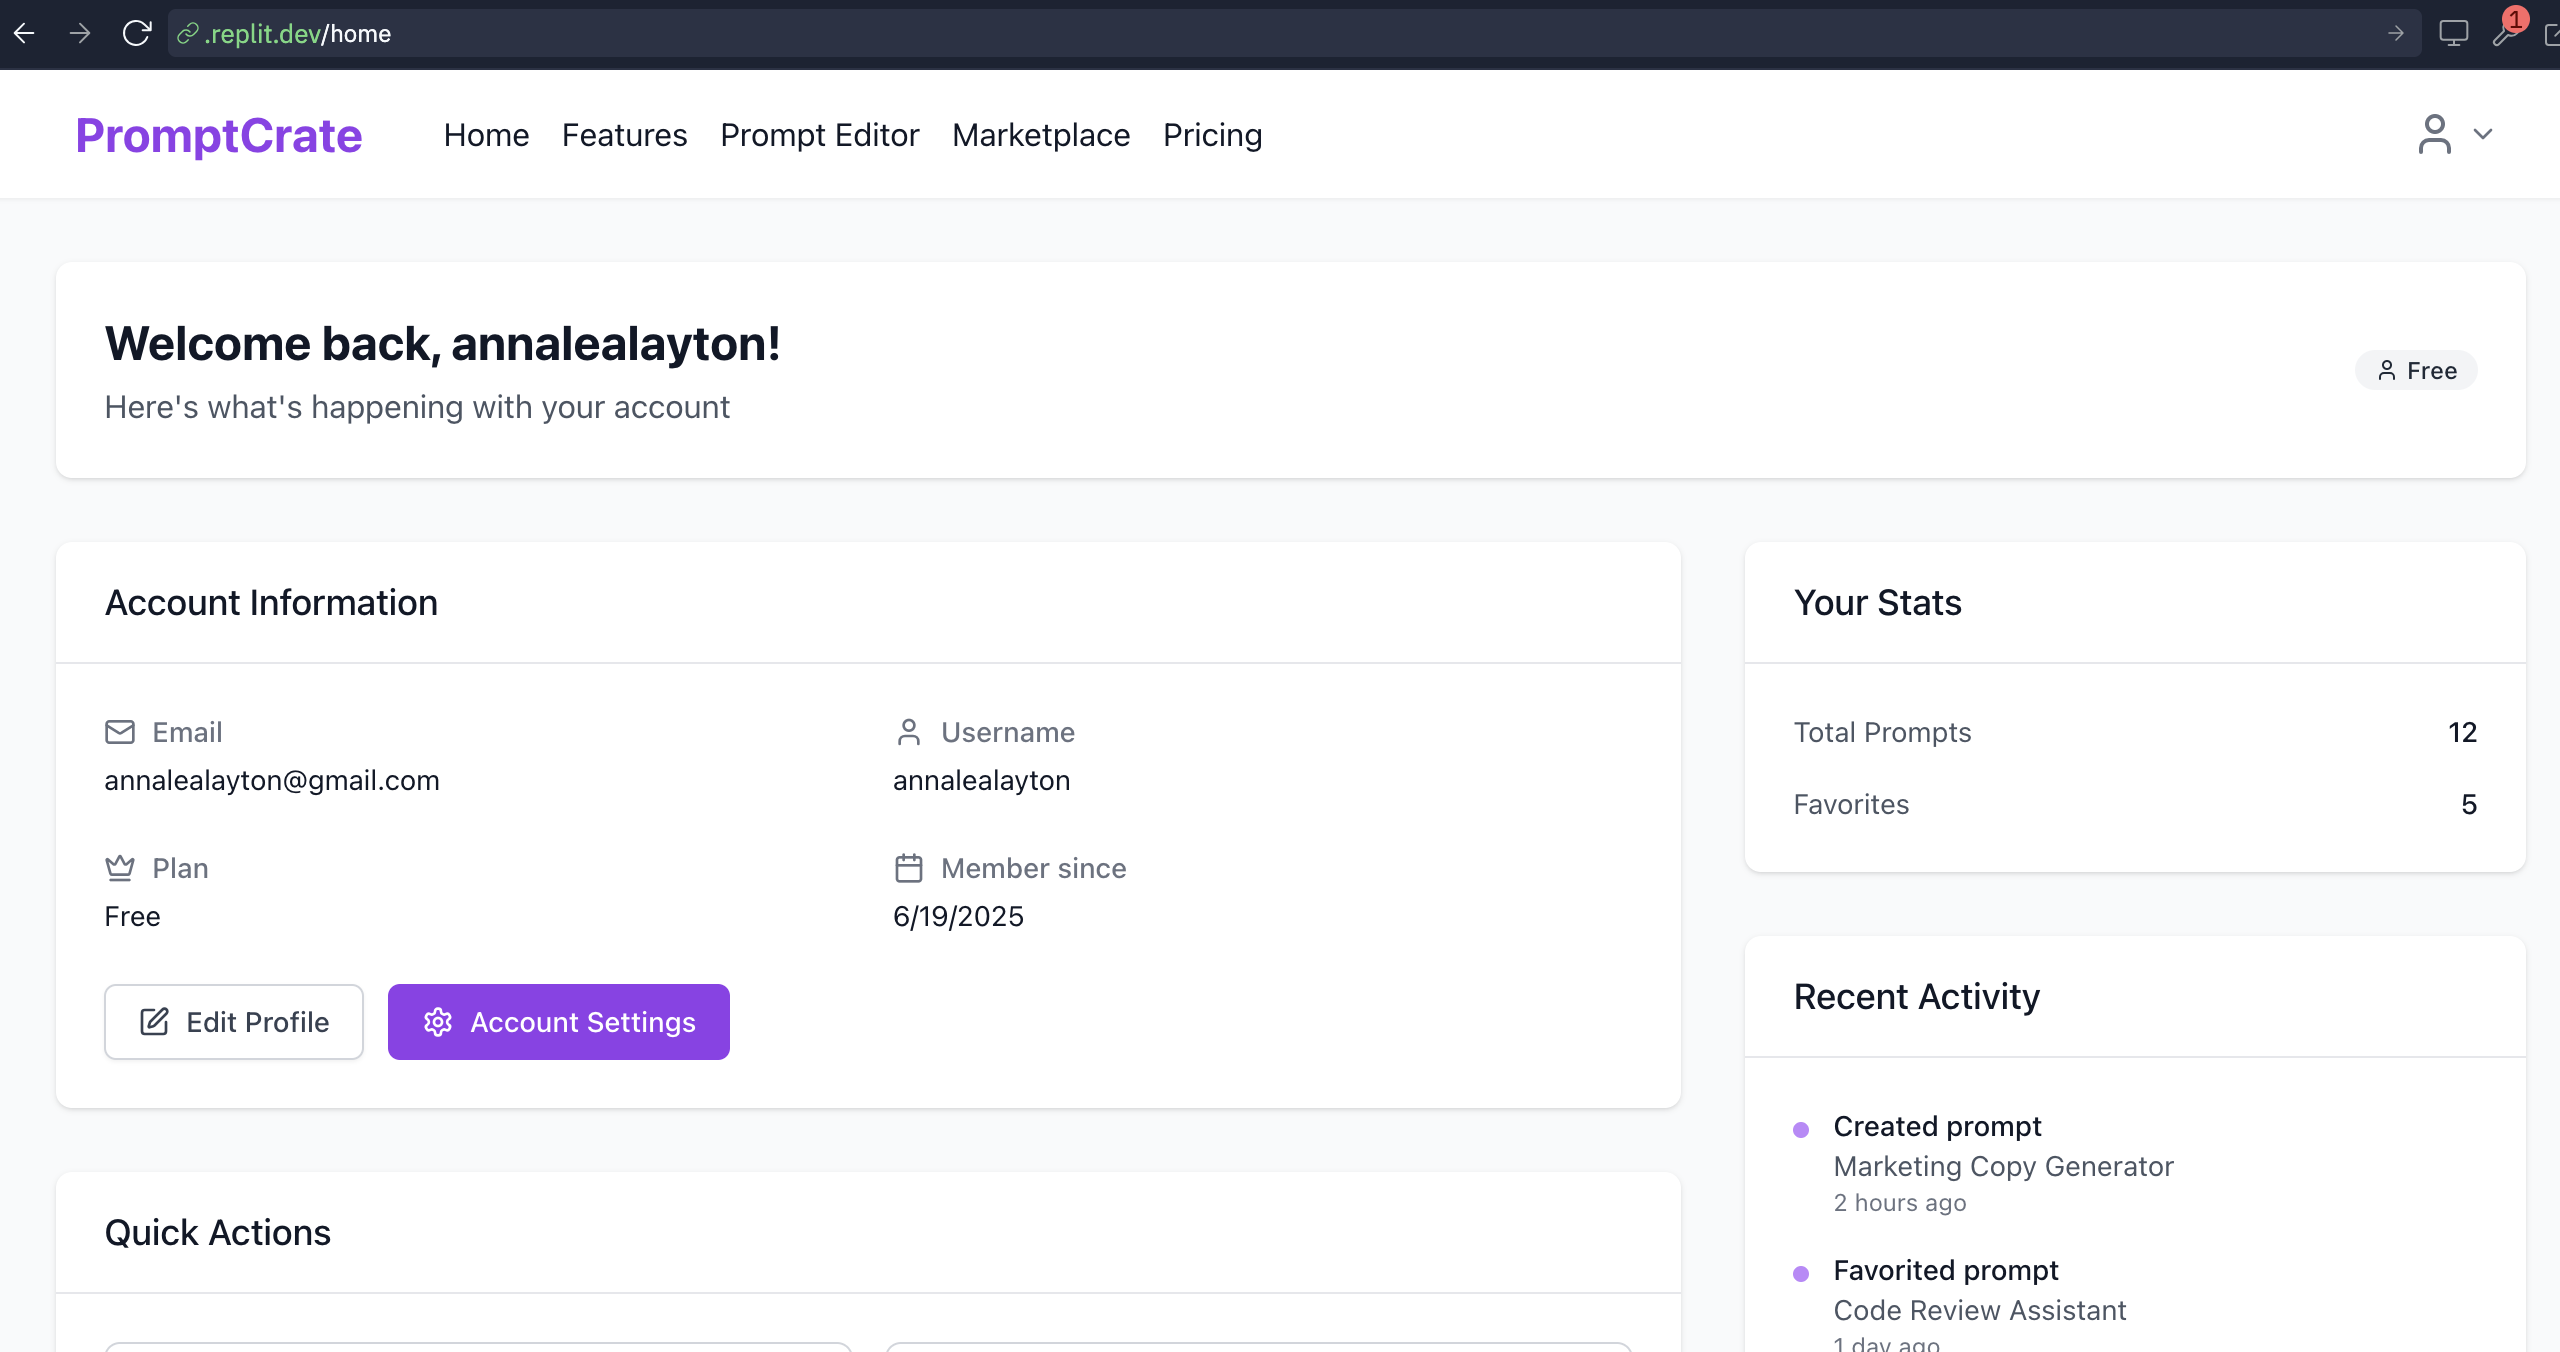 .replit.dev/home
1
PromptCrate
Home Features Prompt Editor Marketplace Pricing
Welcome back, annalealayton!
Here's what's happening with your account
Free
Account Information
Email
annalealayton@gmail.com
Username
annalealayton
Plan
Free
Member since
6/19/2025
Edit Profile
Account Settings
Quick Actions
Your Stats
Total Prompts 12
Favorites 5
Recent Activity
Created prompt
Marketing Copy Generator
2 hours ago
Favorited prompt
Code Review Assistant
1 day ago